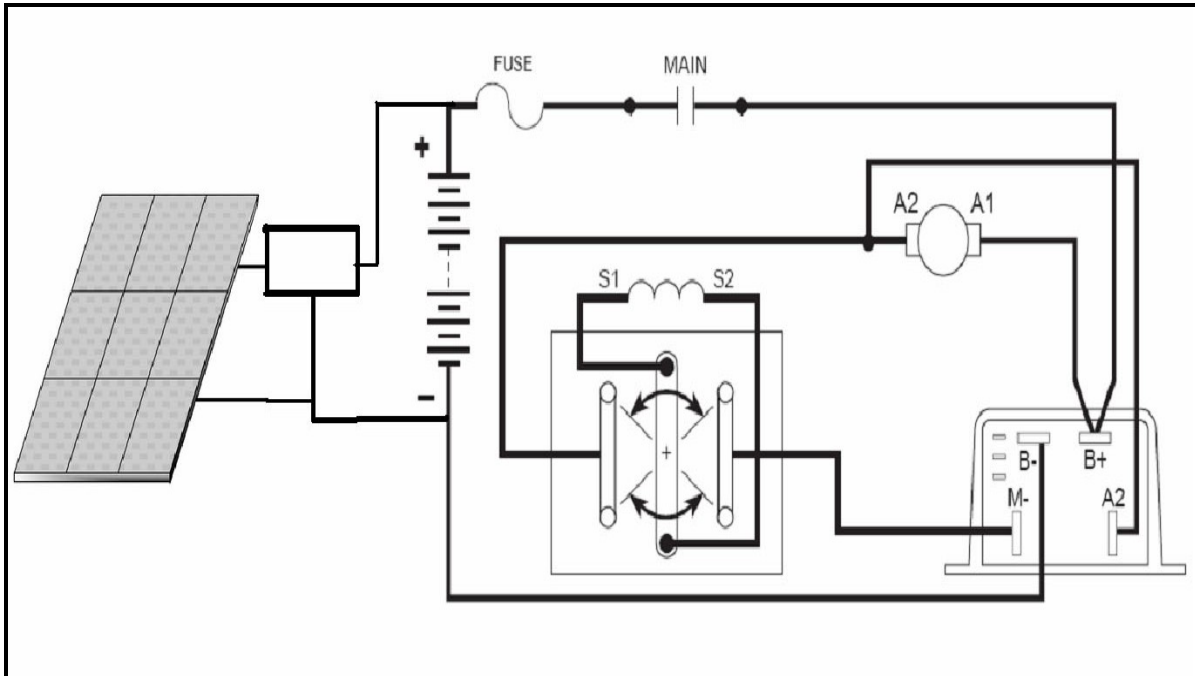 FUSE
MAIN
+
A2
A1
S1
S2
-
+
B-
B+
M-
A2